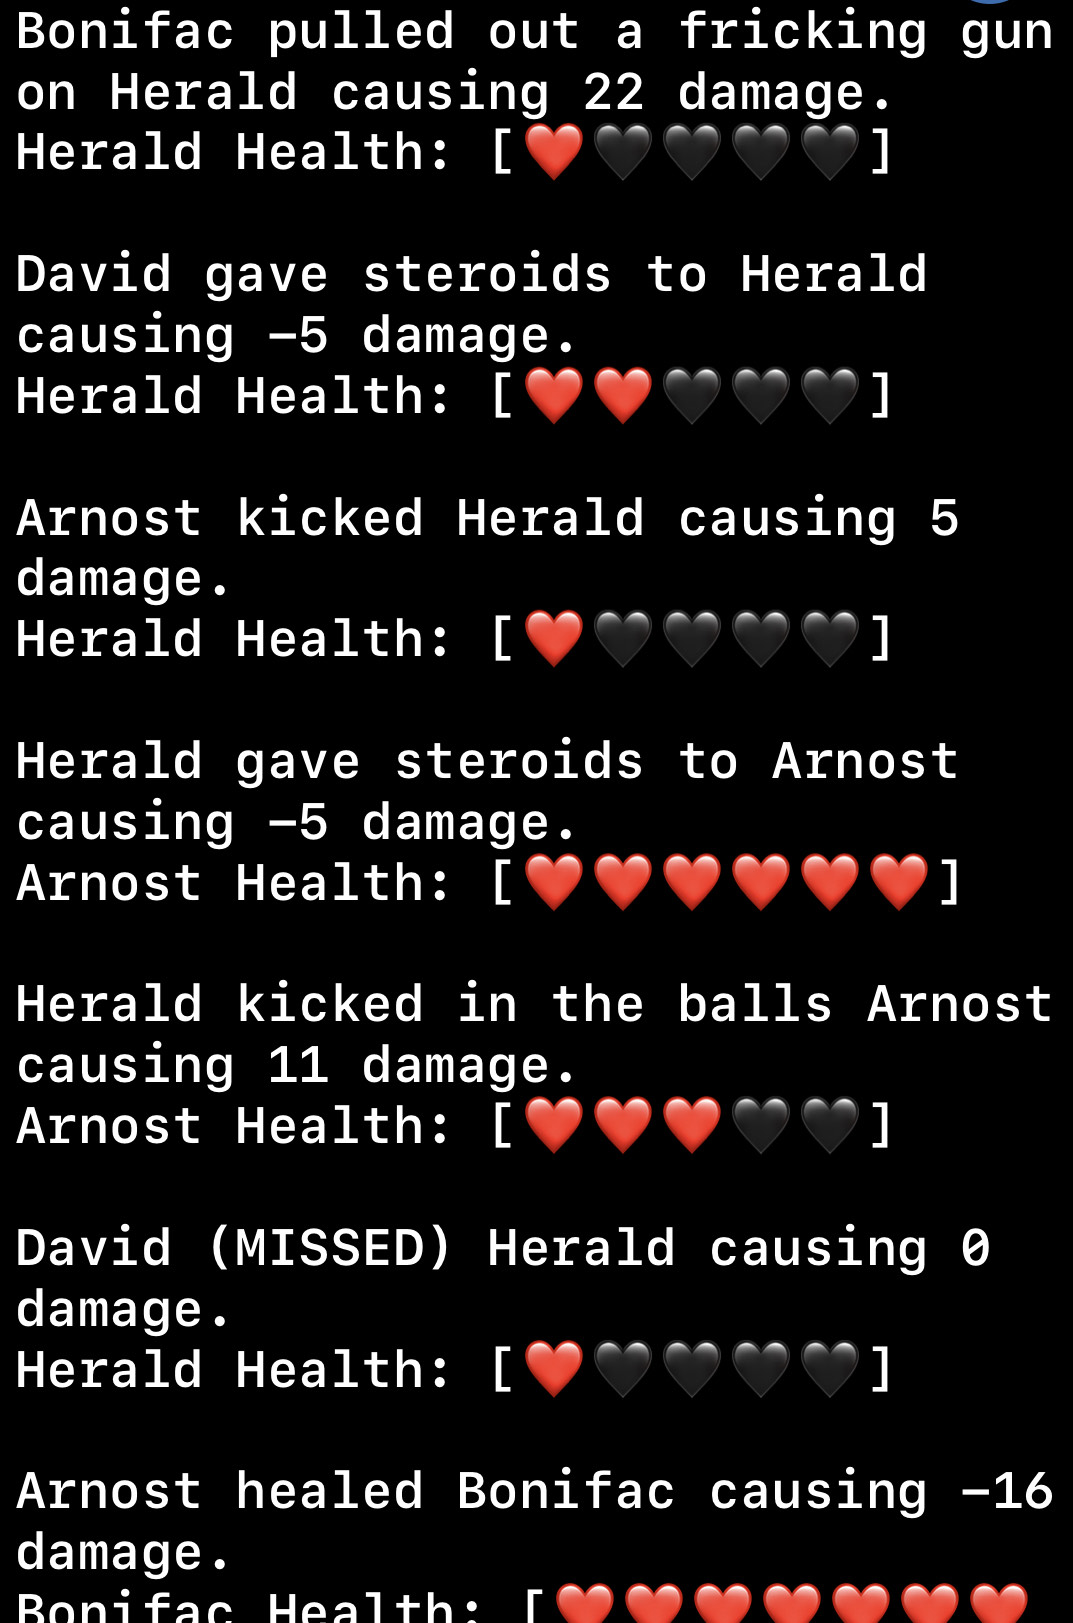 Bonifac pulled out a fricking gun
on Herald causing 22 damage.
Herald Health: [❤️🖤🖤🖤🖤]
David gave steroids to Herald
causing -5 damage.
Herald Health: [❤️❤️🖤🖤🖤]
Arnost kicked Herald causing 5
damage.
Herald Health: [❤️🖤🖤🖤🖤]
Herald gave steroids to Arnost
causing -5 damage.
Arnost Health: [❤️❤️❤️❤️❤️❤️]
Herald kicked in the balls Arnost
causing 11 damage.
Arnost Health: [❤️❤️❤️🖤🖤]
David (MISSED) Herald causing 0
damage.
Herald Health: [❤️🖤🖤🖤🖤]
Arnost healed Bonifac causing -16
damage.
Bonifac Health: [❤️❤️❤️❤️❤️❤️❤️